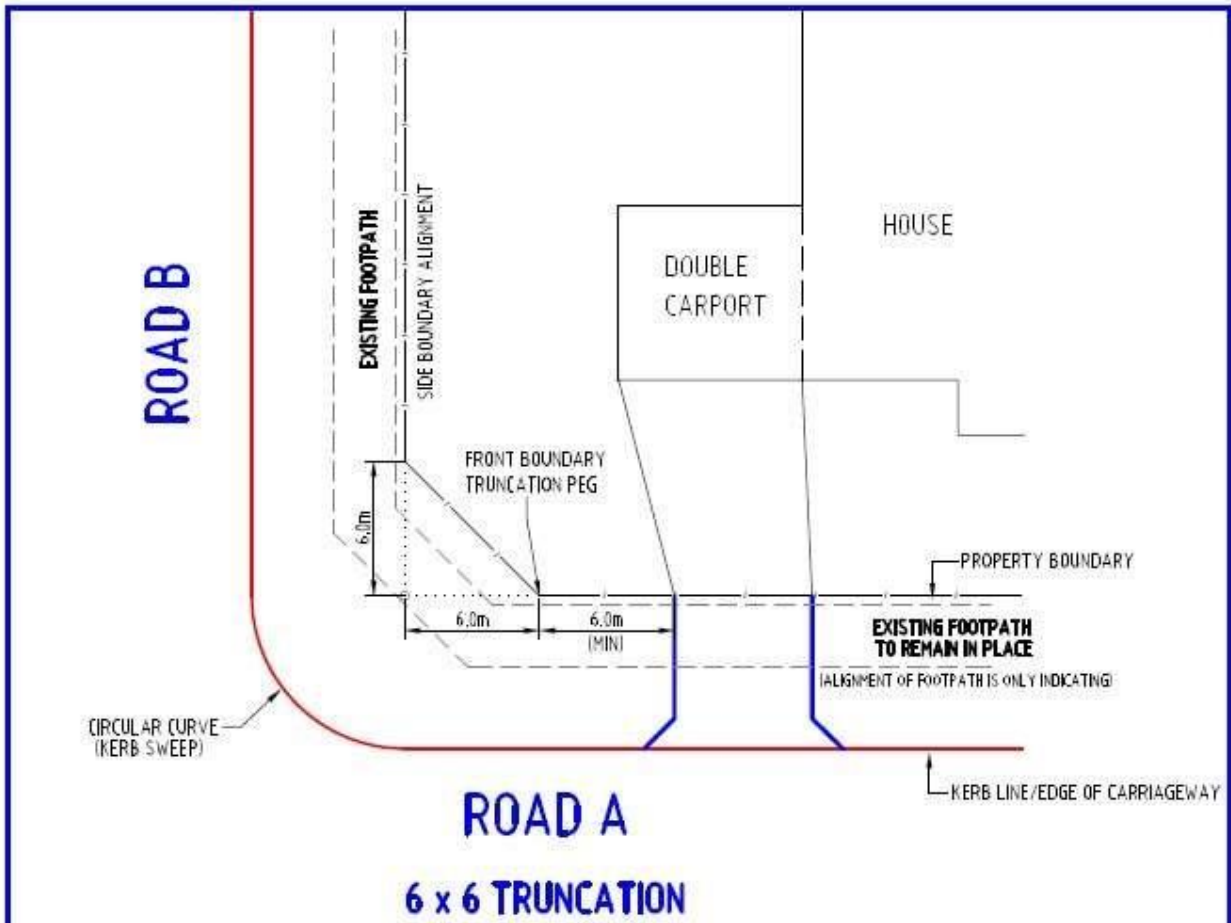 HOUSE
DOUBLE
CARPORT
ROAD B
EXISTING FOOTPATH
SIDE BOUNDARY ALIGNMENT
FRONT BOUNDARY
TRUNCATION PEG
6.0m
PROPERTY BOUNDARY
6.0m
6.0m
(MIN)
EXISTING FOOTPATH
TO REMAIN IN PLACE
(ALIGNMENT OF FOOTPATH IS ONLY INDICATING)
CIRCULAR CURVE
(KERB SWEEP)
KERB LINE/EDGE OF CARRIAGEWAY
ROAD A
6 x 6 TRUNCATION